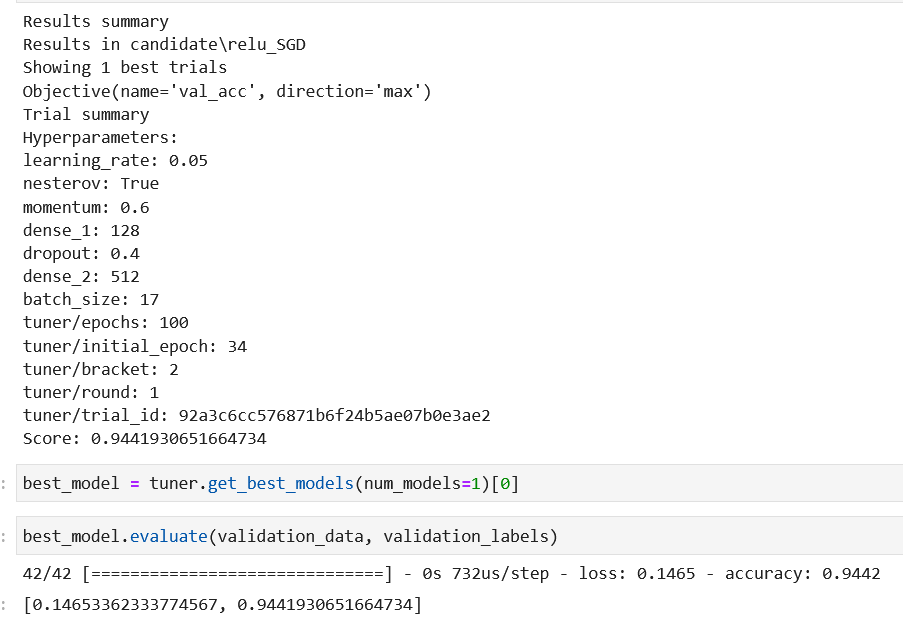 Results summary
Results in candidate\relu_SGD
Showing 1 best trials
Objective(name='val_acc', direction='max')
Trial summary
Hyperparameters:
learning_rate: 0.05
nesterov: True
momentum: 0.6
dense_1: 128
dropout: 0.4
dense_2: 512
batch_size: 17
tuner/epochs: 100
tuner/initial_epoch: 34
tuner/bracket: 2
tuner/round: 1
tuner/trial_id: 92a3c6cc576871b6f24b5ae07b0e3ae2
Score: 0.9441930651664734
best_model = tuner.get_best_models(num_models=1)[0]
best_model.evaluate(validation_data, validation_labels)
42/42 [==============================] - 0s 732us/step - loss: 0.1465 - accuracy: 0.9442
[0.14653362333774567, 0.9441930651664734]